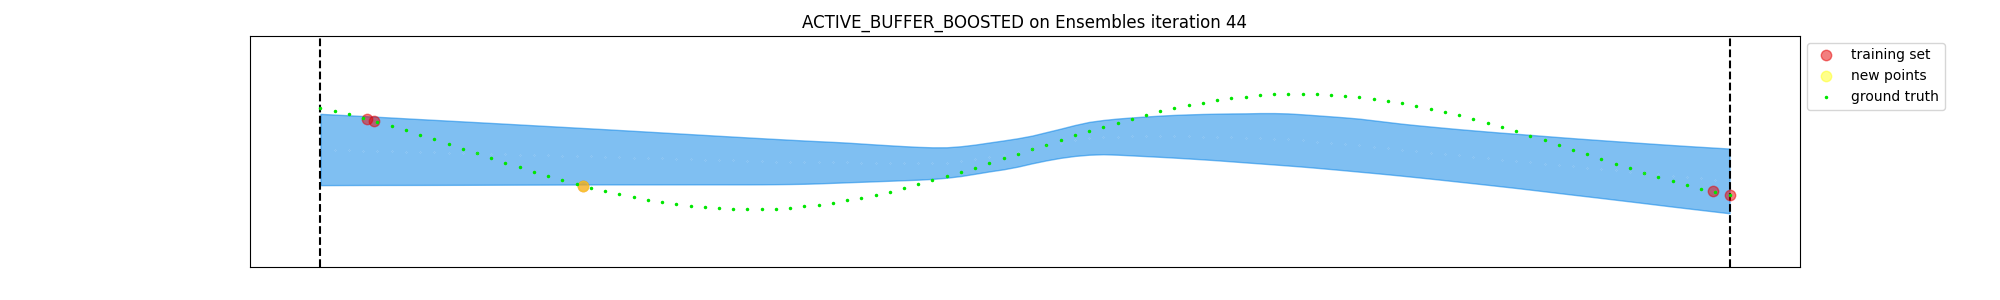 ACTIVE_BUFFER_BOOSTED on Ensembles iteration 44
training set
new points
ground truth